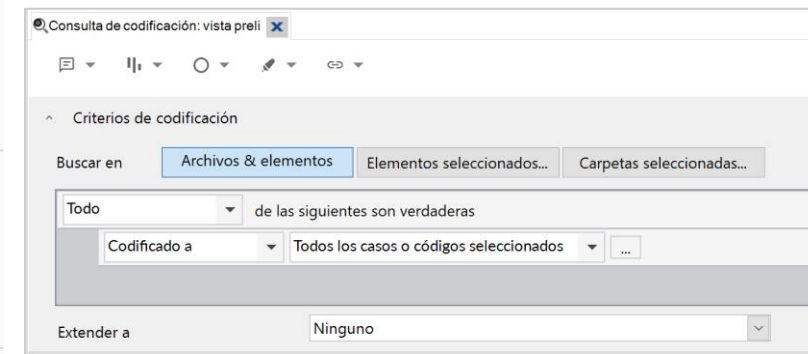 Consulta de codificación: vista preli
Criterios de codificación
Buscar en Archivos & elementos Elementos seleccionados... Carpetas seleccionadas...
Todo de las siguientes son verdaderas
Codificado a Todos los casos o códigos seleccionados ...
Extender a Ninguno